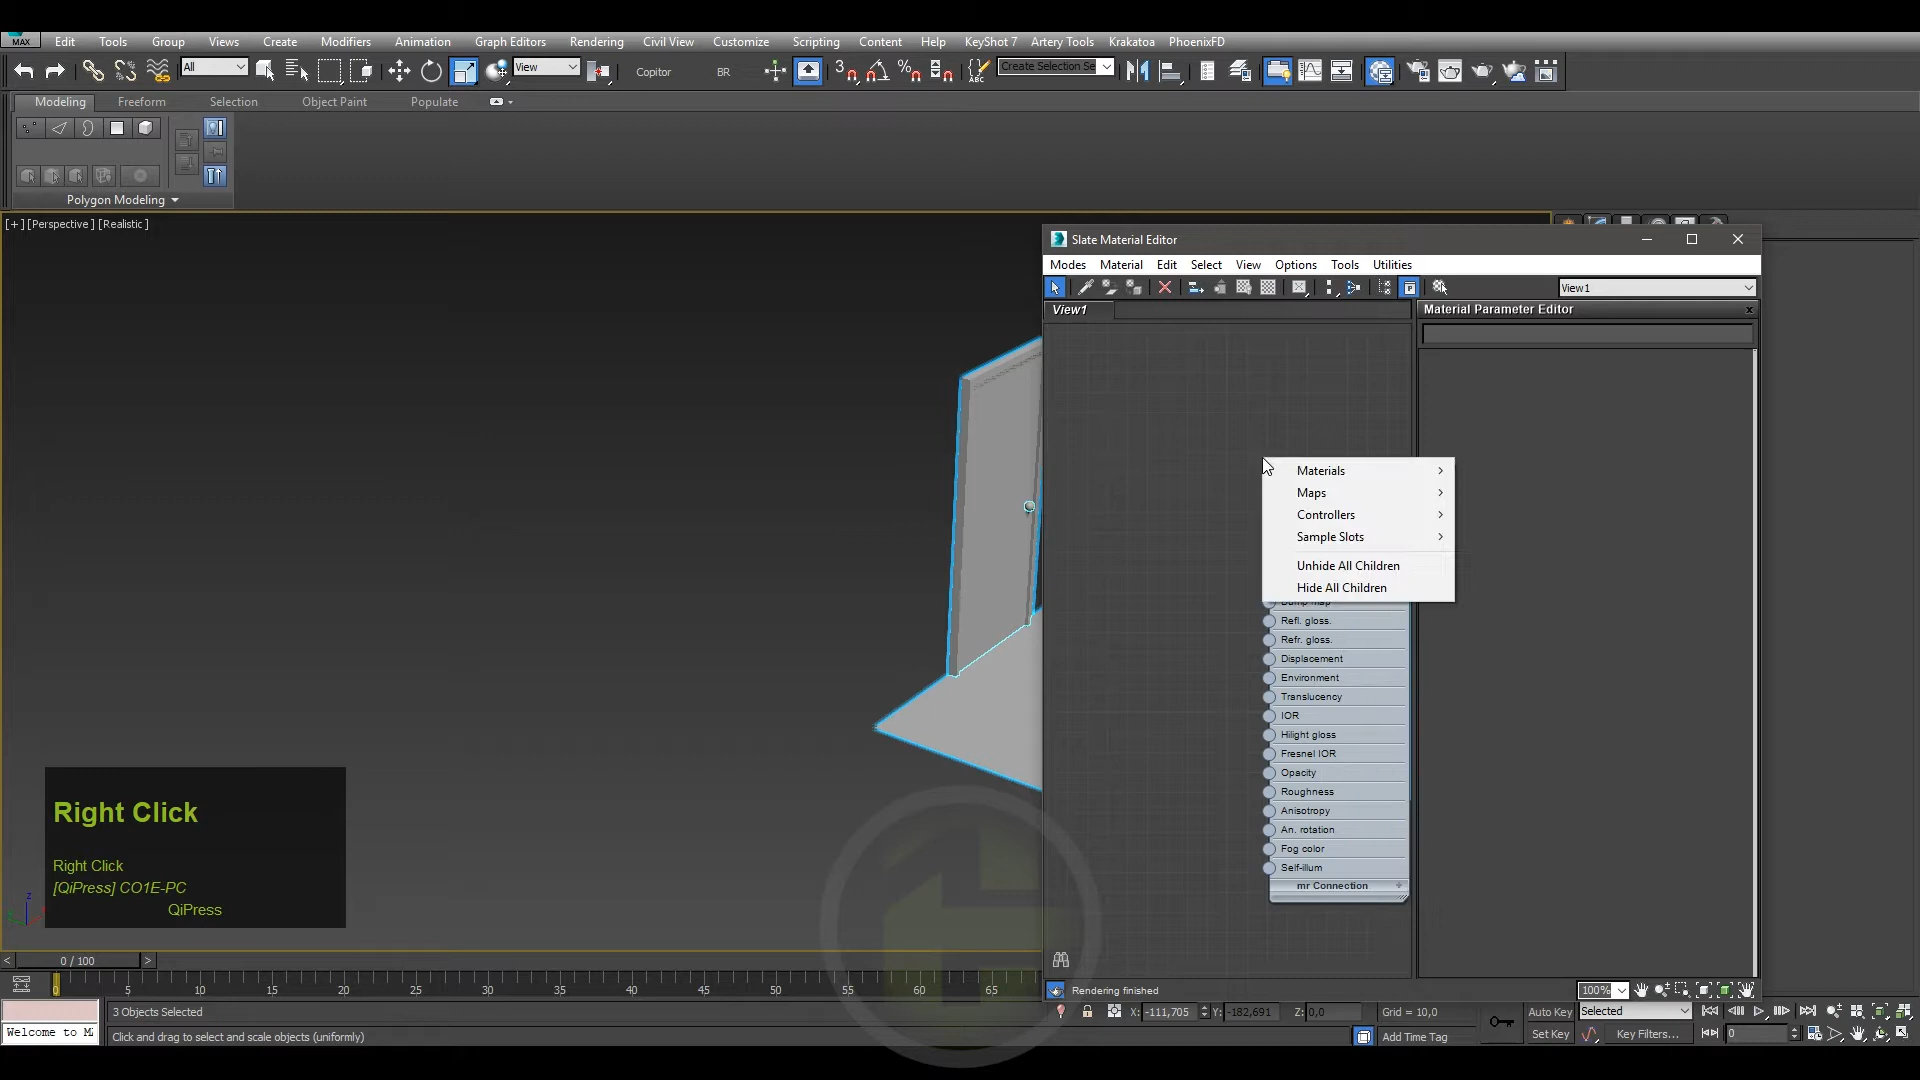 MAX Edit Tools Group Views Create Modifiers Animation Graph Editors Rendering Civil View Customize Scripting Content Help KeyShot 7 Artery Tools Krakatoa PhoenixFD
All View Copitor BR 3 % ABC Create Selection Se
Modeling Freeform Selection Object Paint Populate
Polygon Modeling
[+] [Perspective] [Realistic]
Slate Material Editor
Modes Material Edit Select View Options Tools Utilities
View1
View1
Material Parameter Editor
x
Materials
Maps
Controllers
Sample Slots
Unhide All Children
Hide All Children
Bump map
Refl. gloss.
Refr. gloss.
Displacement
Environment
Translucency
IOR
Hilight gloss
Fresnel IOR
Opacity
Roughness
Anisotropy
An. rotation
Fog color
Self-illum
mr Connection +
Right Click
Right Click
[QiPress] CO1E-PC
QiPress
z
Rendering finished
100%
< 0 / 100 >
0 5 10 15 20 25 30 35 40 45 50 55 60 65
3 Objects Selected
X: -111,705 Y: -182,691 Z: 0,0 Grid = 10,0
Auto Key Selected
Welcome to M
Click and drag to select and scale objects (uniformly)
Add Time Tag
Set Key Key Filters... 0